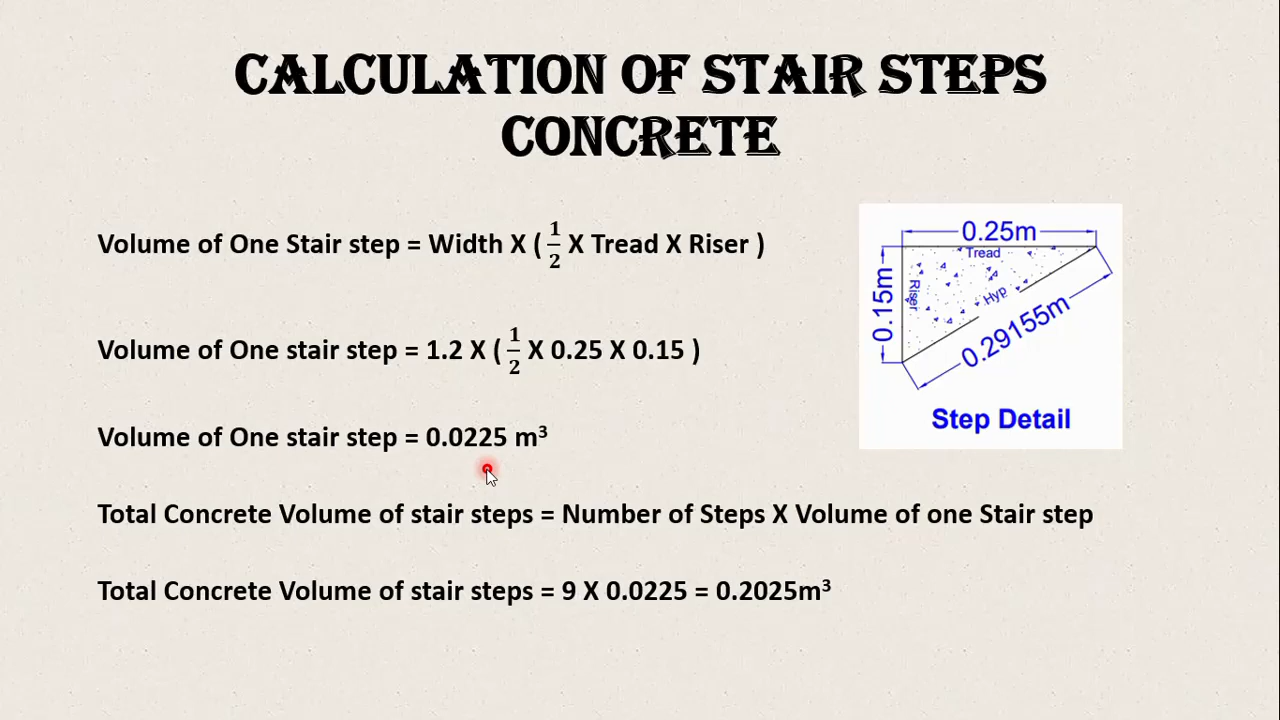 CALCULATION OF STAIR STEPS
CONCRETE
Volume of One Stair step = Width X ( 1/2 X Tread X Riser )
Volume of One stair step = 1.2 X ( 1/2 X 0.25 X 0.15 )
Volume of One stair step = 0.0225 m³
Total Concrete Volume of stair steps = Number of Steps X Volume of one Stair step
Total Concrete Volume of stair steps = 9 X 0.0225 = 0.2025m³
0.25m
Tread
0.15m
Riser
Hyp
0.29155m
Step Detail